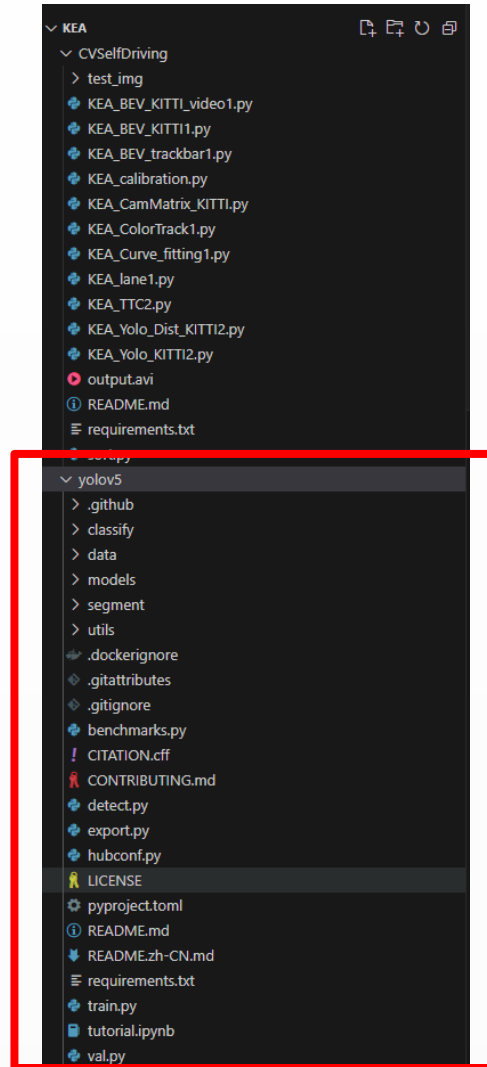 KEA
CVSelfDriving
test_img
KEA_BEV_KITTI_video1.py
KEA_BEV_KITTI1.py
KEA_BEV_trackbar1.py
KEA_calibration.py
KEA_CamMatrix_KITTI.py
KEA_ColorTrack1.py
KEA_Curve_fitting1.py
KEA_lane1.py
KEA_TTC2.py
KEA_Yolo_Dist_KITTI2.py
KEA_Yolo_KITTI2.py
output.avi
README.md
requirements.txt
sort.py
yolov5
.github
classify
data
models
segment
utils
.dockerignore
.gitattributes
.gitignore
benchmarks.py
CITATION.cff
CONTRIBUTING.md
detect.py
export.py
hubconf.py
LICENSE
pyproject.toml
README.md
README.zh-CN.md
requirements.txt
train.py
tutorial.ipynb
val.py